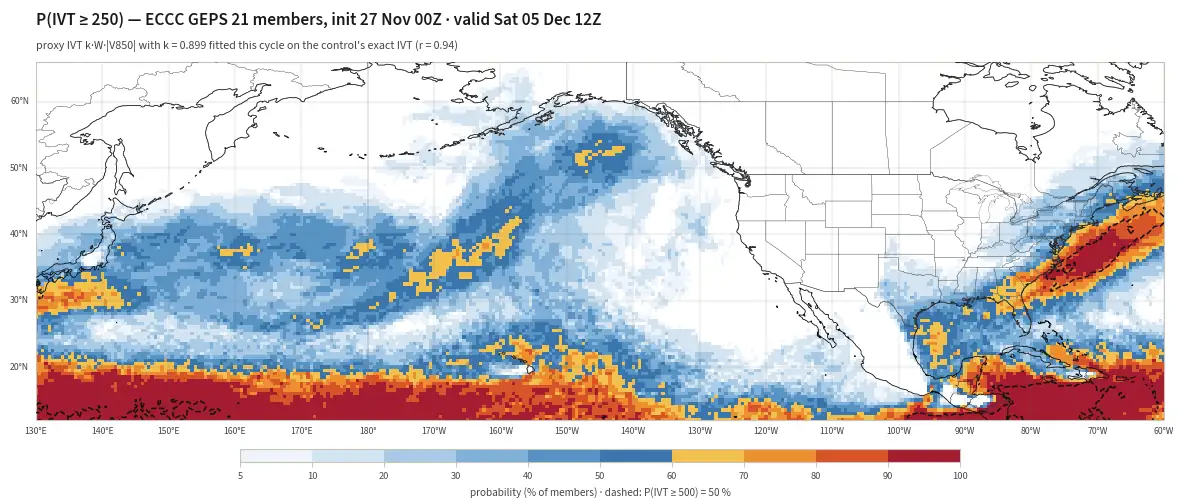 P(IVT ≥ 250) — ECCC GEPS 21 members, init 27 Nov 00Z · valid Sat 05 Dec 12Z
proxy IVT k·W·|V850| with k = 0.899 fitted this cycle on the control's exact IVT (r = 0.94)
60°N
50°N
40°N
30°N
20°N
130°E 140°E 150°E 160°E 170°E 180° 170°W 160°W 150°W 140°W 130°W 120°W 110°W 100°W 90°W 80°W 70°W 60°W
5 10 20 30 40 50 60 70 80 90 100
probability (% of members) · dashed: P(IVT ≥ 500) = 50 %